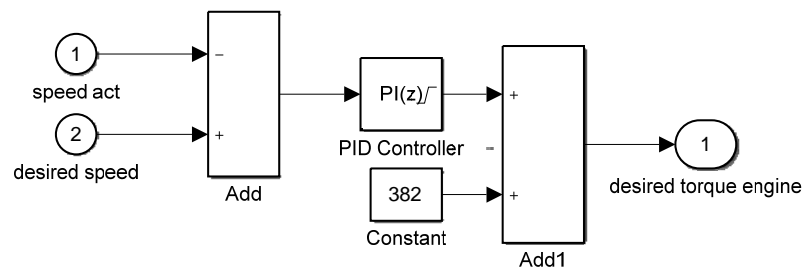 1
−
speed act
2
+
desired speed
Add
PI(z)
PID Controller
382
Constant
+
−
+
Add1
1
desired torque engine